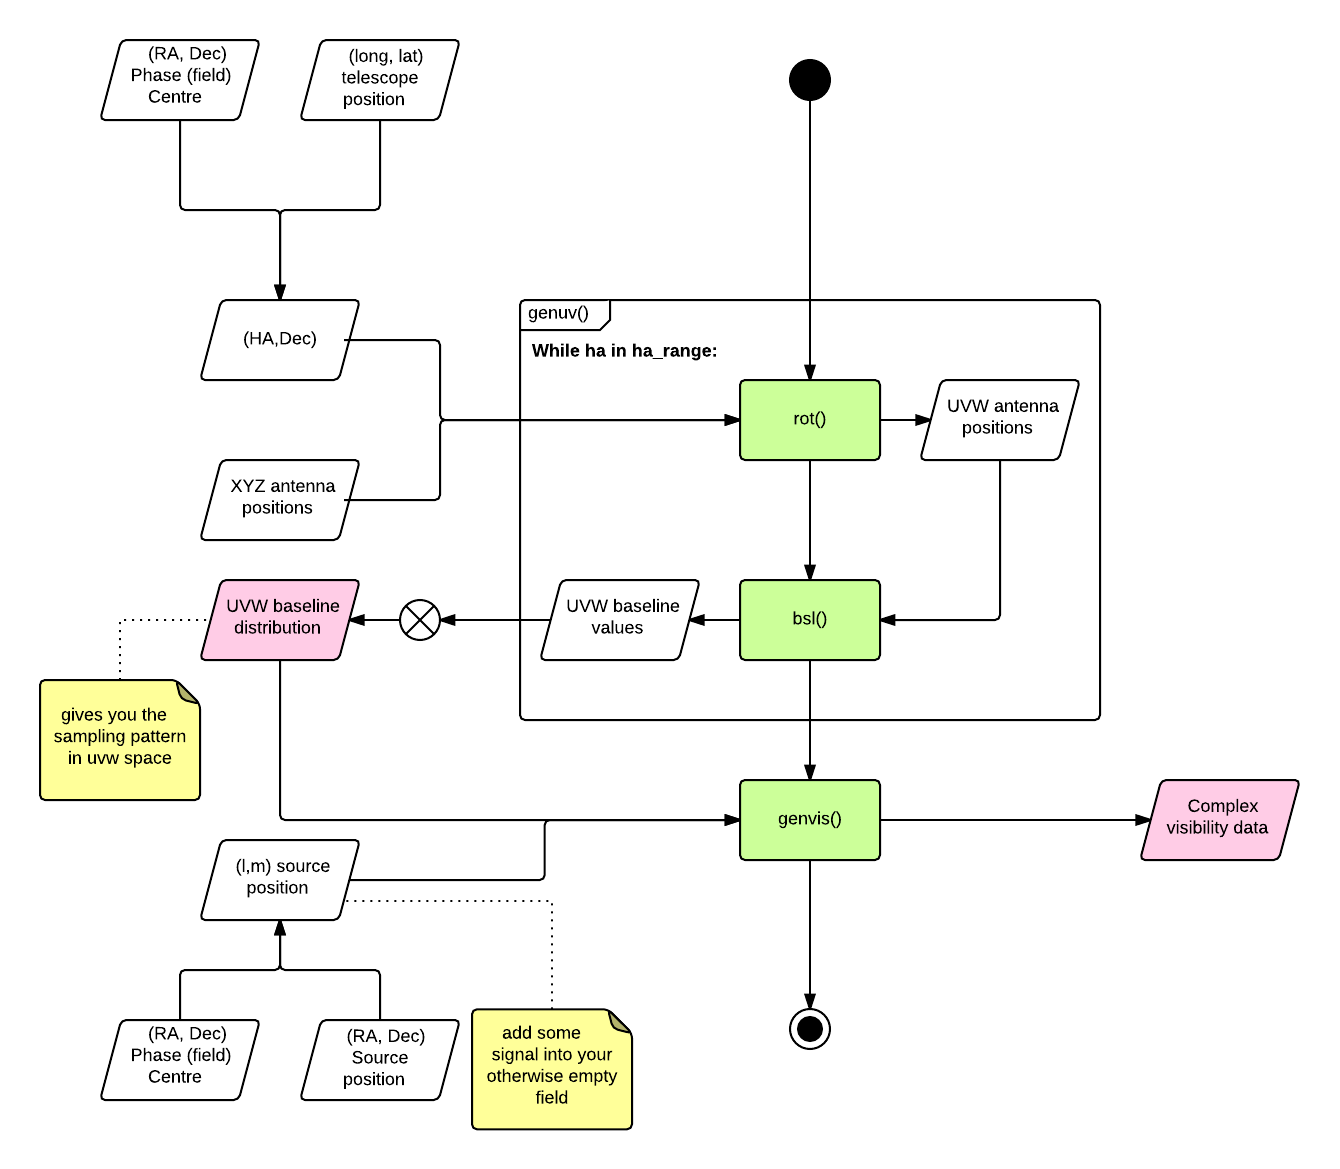 (RA, Dec)
Phase (field)
Centre
(long, lat)
telescope
position
(HA,Dec)
genuv()
While ha in ha_range:
rot()
UVW antenna
positions
XYZ antenna
positions
UVW baseline
distribution
UVW baseline
values
bsl()
gives you the
sampling pattern
in uvw space
genvis()
Complex
visibility data
(l,m) source
position
(RA, Dec)
Phase (field)
Centre
(RA, Dec)
Source
position
add some
signal into your
otherwise empty
field